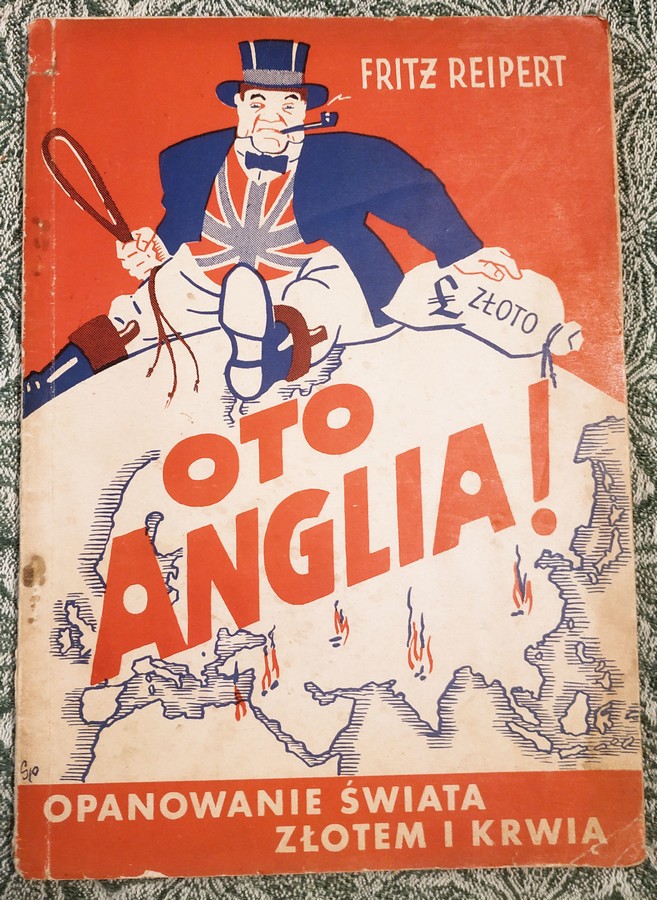 FRITZ REIPERT
£ ZŁOTO
OTO
ANGLIA!
OPANOWANIE ŚWIATA
ZŁOTEM I KRWIĄ